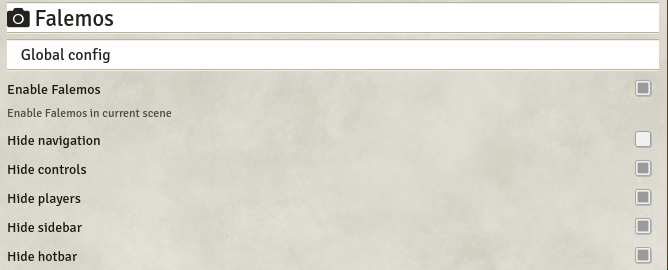 Falemos
Global config
Enable Falemos
Enable Falemos in current scene
Hide navigation
Hide controls
Hide players
Hide sidebar
Hide hotbar